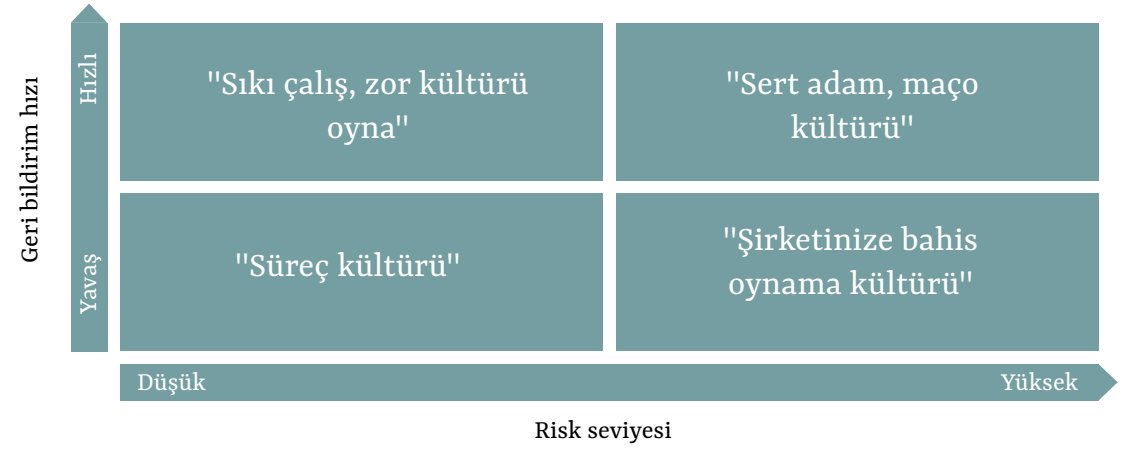 Geri bildirim hızı
Hızlı
Yavaş
"Sıkı çalış, zor kültürü
oyna"
"Sert adam, maço
kültürü"
"Süreç kültürü"
"Şirketinize bahis
oynama kültürü"
Düşük
Yüksek
Risk seviyesi